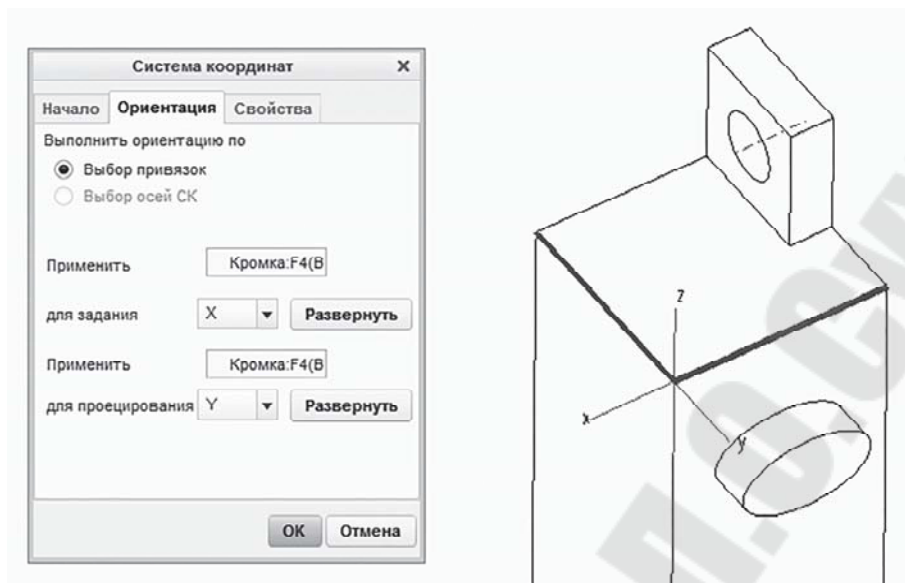 Система координат
Начало Ориентация Свойства
Выполнить ориентацию по
Выбор привязок
Выбор осей СК
Применить Кромка:F4(B
для задания X Развернуть
Применить Кромка:F4(B
для проецирования Y Развернуть
ОК Отмена
Z
X
y